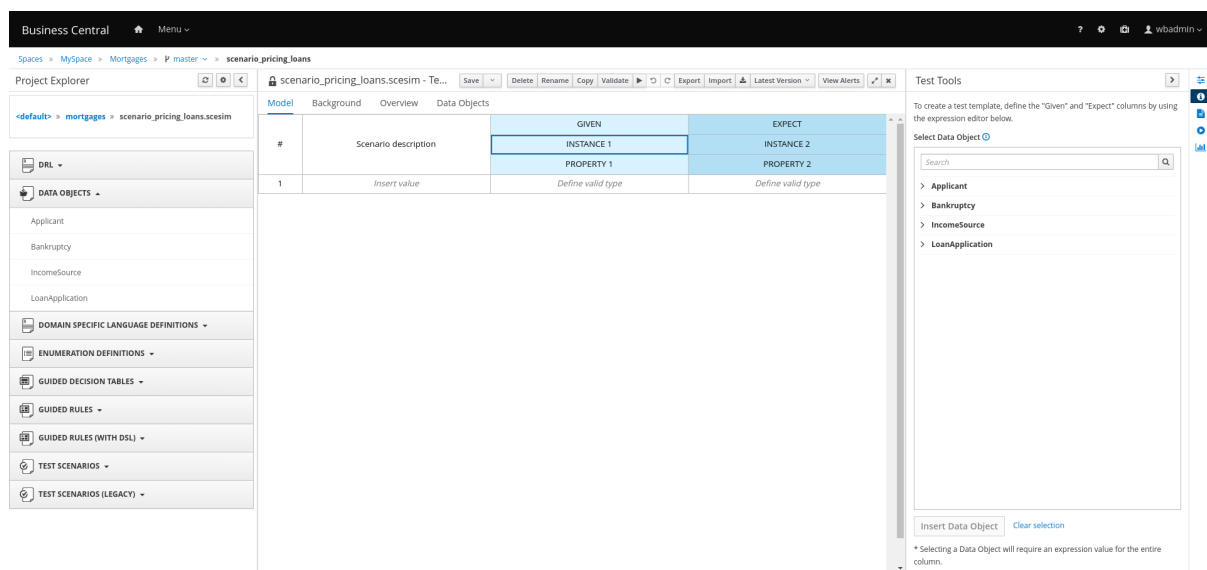 Business Central Menu ? wbadmin
Spaces » MySpace » Mortgages » master » scenario_pricing_loans
Project Explorer
<default> » mortgages » scenario_pricing_loans.scesim
DRL
DATA OBJECTS
Applicant
Bankruptcy
IncomeSource
LoanApplication
DOMAIN SPECIFIC LANGUAGE DEFINITIONS
ENUMERATION DEFINITIONS
GUIDED DECISION TABLES
GUIDED RULES
GUIDED RULES (WITH DSL)
TEST SCENARIOS
TEST SCENARIOS (LEGACY)
scenario_pricing_loans.scesim - Te... Save Delete Rename Copy Validate Export Import Latest Version View Alerts
Model Background Overview Data Objects
# Scenario description GIVEN EXPECT
INSTANCE 1 INSTANCE 2
PROPERTY 1 PROPERTY 2
1 Insert value Define valid type Define valid type
Test Tools
To create a test template, define the "Given" and "Expect" columns by using
the expression editor below.
Select Data Object
Search
Applicant
Bankruptcy
IncomeSource
LoanApplication
Insert Data Object Clear selection
* Selecting a Data Object will require an expression value for the entire
column.